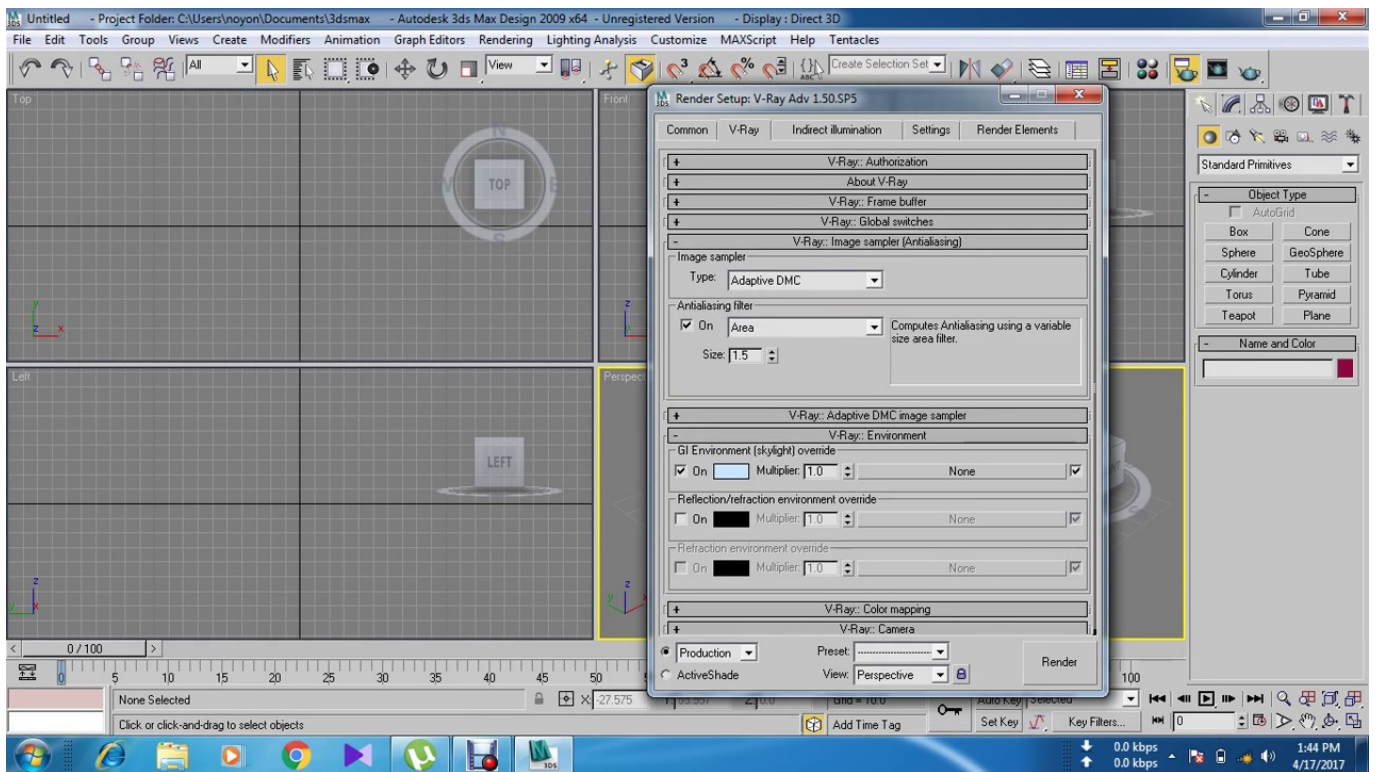 Untitled - Project Folder: C:\Users\noyon\Documents\3dsmax - Autodesk 3ds Max Design 2009 x64 - Unregistered Version - Display : Direct 3D
File Edit Tools Group Views Create Modifiers Animation Graph Editors Rendering Lighting Analysis Customize MAXScript Help Tentacles
All View Create Selection Set
Top
Front
N
TOP
S
Render Setup: V-Ray Adv 1.50.SP5
Common V-Ray Indirect illumination Settings Render Elements
+ V-Ray:: Authorization
+ About V-Ray
+ V-Ray:: Frame buffer
+ V-Ray:: Global switches
- V-Ray:: Image sampler (Antialiasing)
Image sampler
Type: Adaptive DMC
Antialiasing filter
On Area Computes Antialiasing using a variable
size area filter.
Size: 1.5
+ V-Ray:: Adaptive DMC image sampler
- V-Ray:: Environment
GI Environment (skylight) override
On Multiplier: 1.0 None
Reflection/refraction environment override
On Multiplier: 1.0 None
Refraction environment override
On Multiplier: 1.0 None
+ V-Ray:: Color mapping
+ V-Ray:: Camera
Production Preset:
ActiveShade View: Perspective
Render
Standard Primitives
- Object Type
AutoGrid
Box Cone
Sphere GeoSphere
Cylinder Tube
Torus Pyramid
Teapot Plane
- Name and Color
y
z x
z
Left
LEFT
z
y x
Perspec
z
y
< 0 / 100 >
0 5 10 15 20 25 30 35 40 45 50 100
None Selected X: -27.575 Grid = 10.0 Auto Key Selected
Click or click-and-drag to select objects Add Time Tag Set Key Key Filters... 0
0.0 kbps
0.0 kbps
1:44 PM
4/17/2017